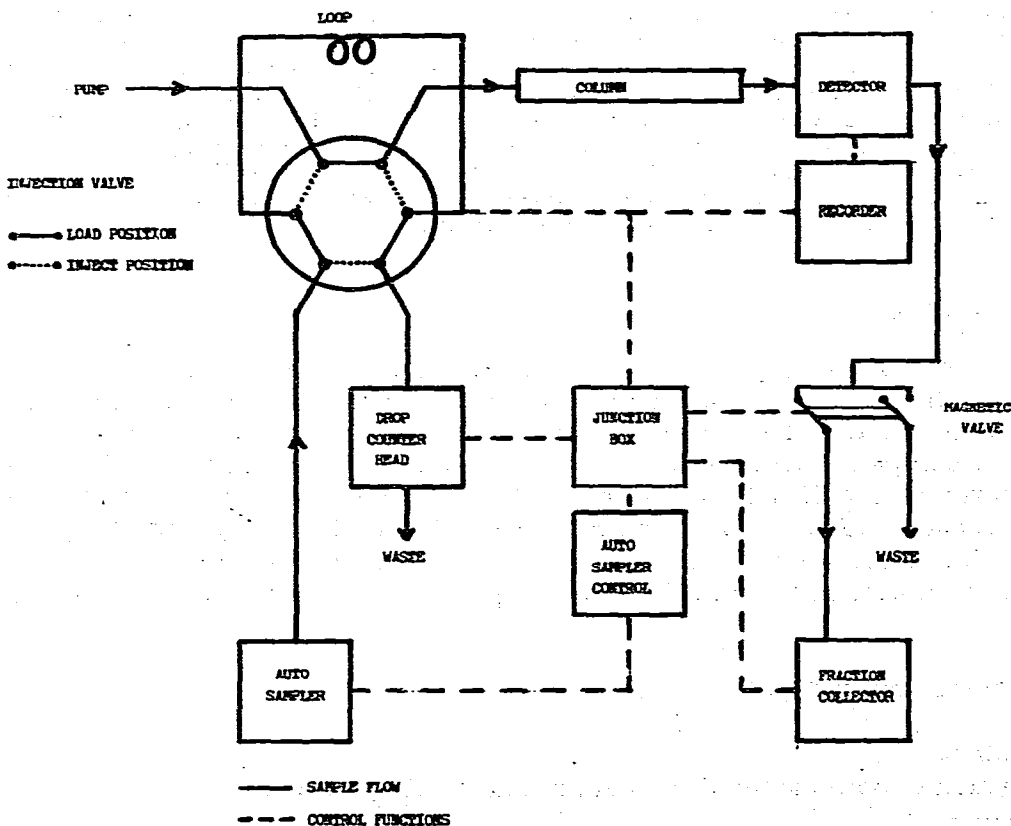 LOOP
PUMP
COLUMN
DETECTOR
INJECTION VALVE
LOAD POSITION
INJECT POSITION
RECORDER
DROP
COUNTER
HEAD
JUNCTION
BOX
MAGNETIC
VALVE
WASTE
AUTO
SAMPLER
CONTROL
WASTE
AUTO
SAMPLER
FRACTION
COLLECTOR
SAMPLE FLOW
CONTROL FUNCTIONS